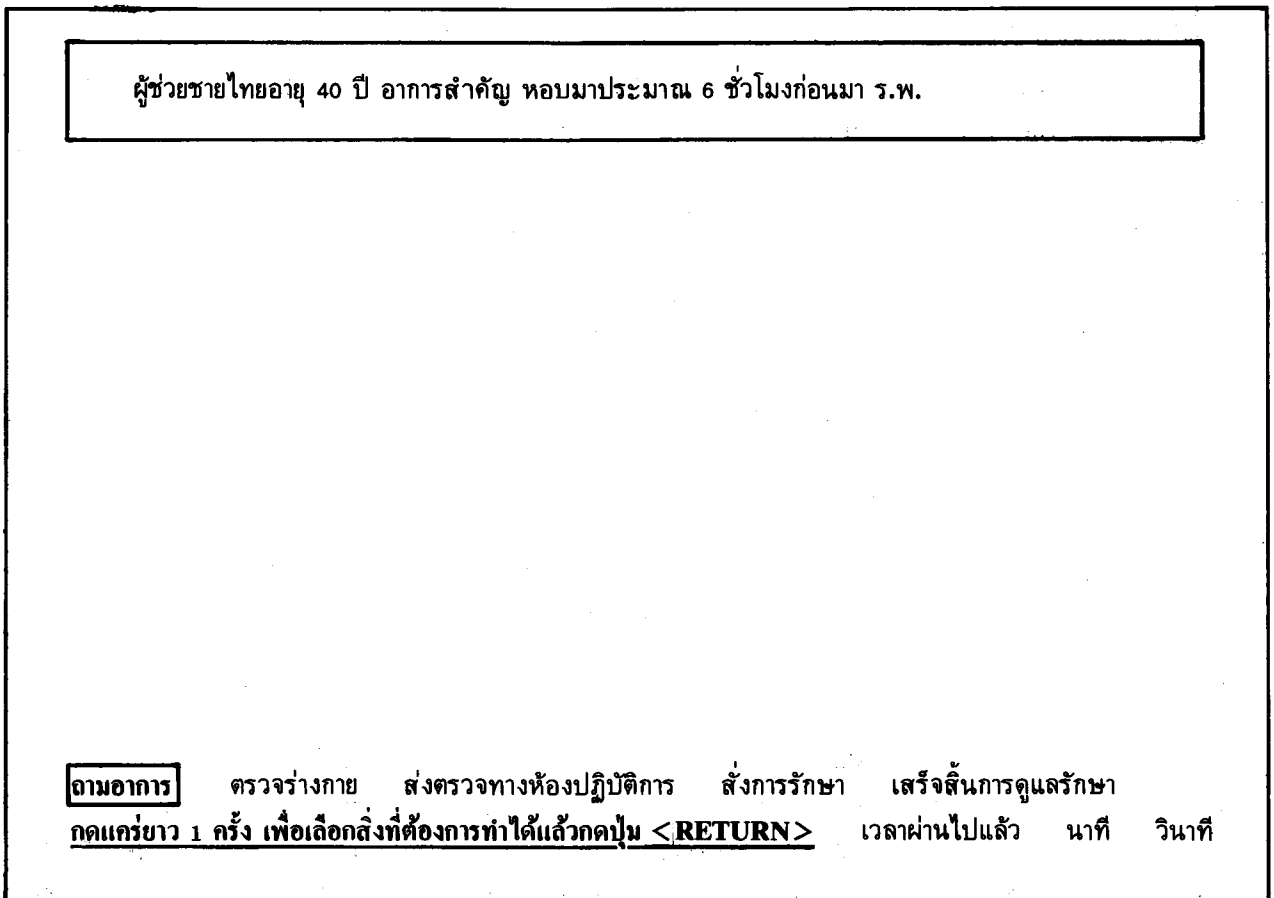 ผู้ช่วยชายไทยอายุ 40 ปี อาการสำคัญ หอบมาประมาณ 6 ชั่วโมงก่อนมา ร.พ.
ถามอาการ ตรวจร่างกาย ส่งตรวจทางห้องปฏิบัติการ สั่งการรักษา เสร็จสิ้นการดูแลรักษา
กดแคร่ยาว 1 ครั้ง เพื่อเลือกสิ่งที่ต้องการทำได้แล้วกดปุ่ม <RETURN> เวลาผ่านไปแล้ว นาที วินาที